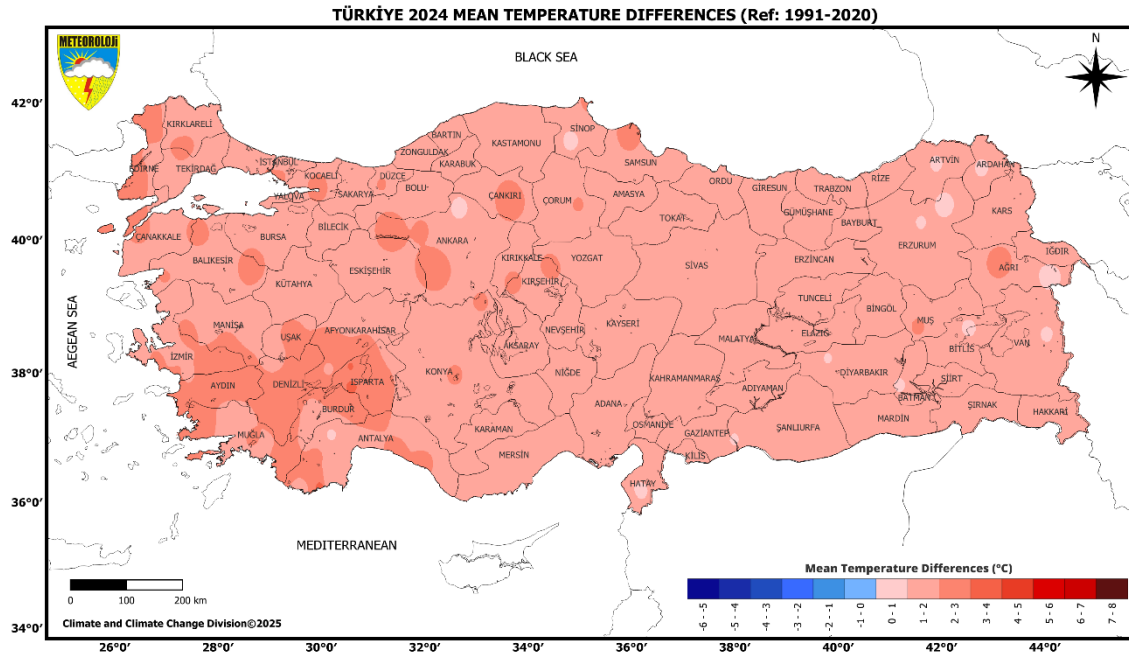 TÜRKİYE 2024 MEAN TEMPERATURE DIFFERENCES (Ref: 1991-2020)
METEOROLOJİ
BLACK SEA
N
42°0'
40°0'
38°0'
36°0'
34°0'
KIRKLARELİ
EDİRNE
TEKİRDAĞ
İSTANBUL
KOCAELİ
YALOVA
SAKARYA
DÜZCE
BOLU
ZONGULDAK
BARTIN
KARABÜK
KASTAMONU
SİNOP
SAMSUN
ÇANKIRI
ÇORUM
AMASYA
ORDU
GİRESUN
TRABZON
RİZE
ARTVİN
ARDAHAN
TOKAT
GÜMÜŞHANE
BAYBURT
KARS
ÇANAKKALE
BALIKESİR
BURSA
BİLECİK
ESKİŞEHİR
KÜTAHYA
ANKARA
KIRIKKALE
KIRŞEHİR
YOZGAT
SİVAS
ERZİNCAN
ERZURUM
AĞRI
IĞDIR
TUNCELİ
BİNGÖL
MUŞ
MANİSA
UŞAK
AFYONKARAHİSAR
AKSARAY
NEVŞEHİR
KAYSERİ
MALATYA
ELAZIĞ
BİTLİS
VAN
İZMİR
AYDIN
DENİZLİ
ISPARTA
BURDUR
KONYA
NİĞDE
KAHRAMANMARAŞ
ADIYAMAN
DİYARBAKIR
BATMAN
SİİRT
ŞIRNAK
HAKKARİ
MUĞLA
ANTALYA
KARAMAN
MERSİN
ADANA
OSMANİYE
GAZİANTEP
KİLİS
ŞANLIURFA
MARDİN
HATAY
AEGEAN SEA
MEDITERRANEAN
0 100 200 km
Climate and Climate Change Division©2025
Mean Temperature Differences (°C)
-6 - -5
-5 - -4
-4 - -3
-3 - -2
-2 - -1
-1 - 0
0 - 1
1 - 2
2 - 3
3 - 4
4 - 5
5 - 6
6 - 7
7 - 8
26°0' 28°0' 30°0' 32°0' 34°0' 36°0' 38°0' 40°0' 42°0' 44°0'